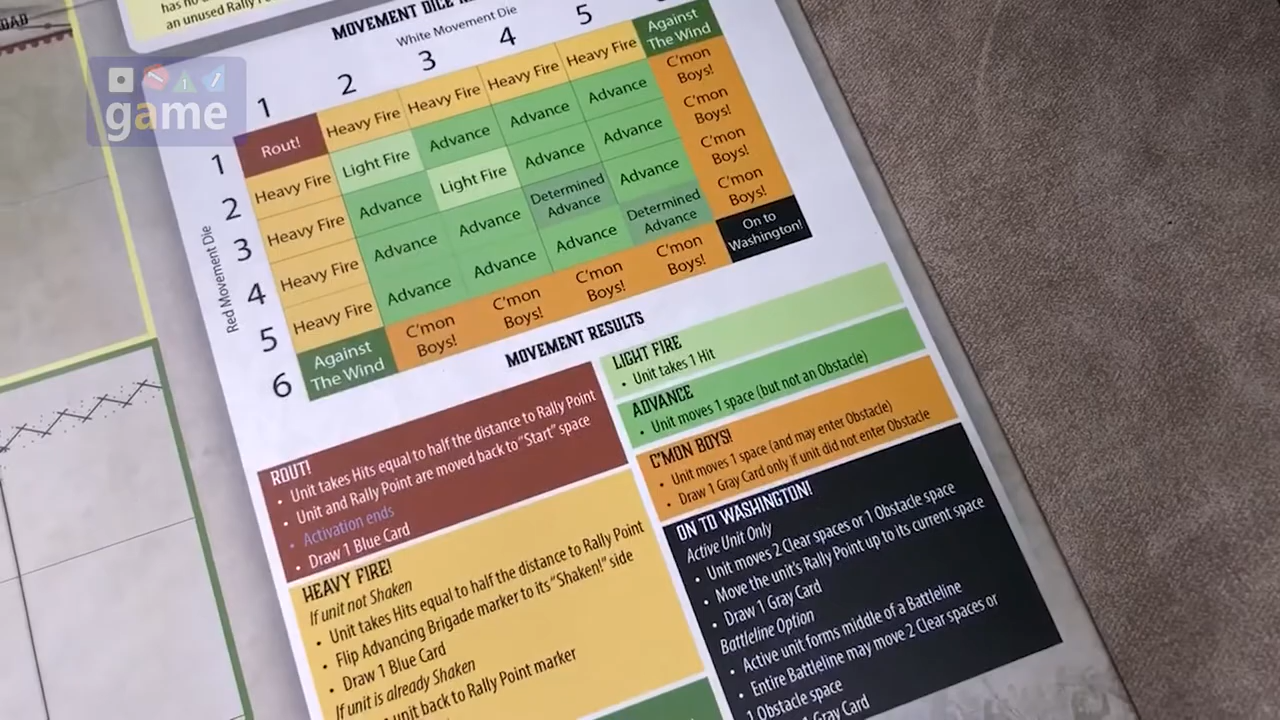 OAD
an unused Rally
game
MOVEMENT DICE
White Movement Die
1 2 3 4 5
Red Movement Die
1 Rout! Heavy Fire Heavy Fire Heavy Fire Heavy Fire Against The Wind
2 Heavy Fire Light Fire Advance Advance Advance C'mon Boys!
3 Heavy Fire Advance Light Fire Advance Advance C'mon Boys!
4 Heavy Fire Advance Advance Determined Advance Advance C'mon Boys!
5 Heavy Fire Advance Advance Advance Determined Advance C'mon Boys!
6 Against The Wind C'mon Boys! C'mon Boys! C'mon Boys! C'mon Boys! On to Washington!
MOVEMENT RESULTS
ROUT!
• Unit takes Hits equal to half the distance to Rally Point
• Unit and Rally Point are moved back to "Start" space
• Activation ends
• Draw 1 Blue Card
HEAVY FIRE!
If unit not Shaken
• Unit takes Hits equal to half the distance to Rally Point
• Flip Advancing Brigade marker to its "Shaken!" side
• Draw 1 Blue Card
If unit is already Shaken
unit back to Rally Point marker
LIGHT FIRE
• Unit takes 1 Hit
ADVANCE
• Unit moves 1 space (but not an Obstacle)
C'MON BOYS!
• Unit moves 1 space (and may enter Obstacle)
• Draw 1 Gray Card only if unit did not enter Obstacle
ON TO WASHINGTON!
Active Unit Only
• Unit moves 2 Clear spaces or 1 Obstacle space
• Move the unit's Rally Point up to its current space
• Draw 1 Gray Card
Battleline Option
• Active unit forms middle of a Battleline
• Entire Battleline may move 2 Clear spaces or
1 Obstacle space
1 Gray Card